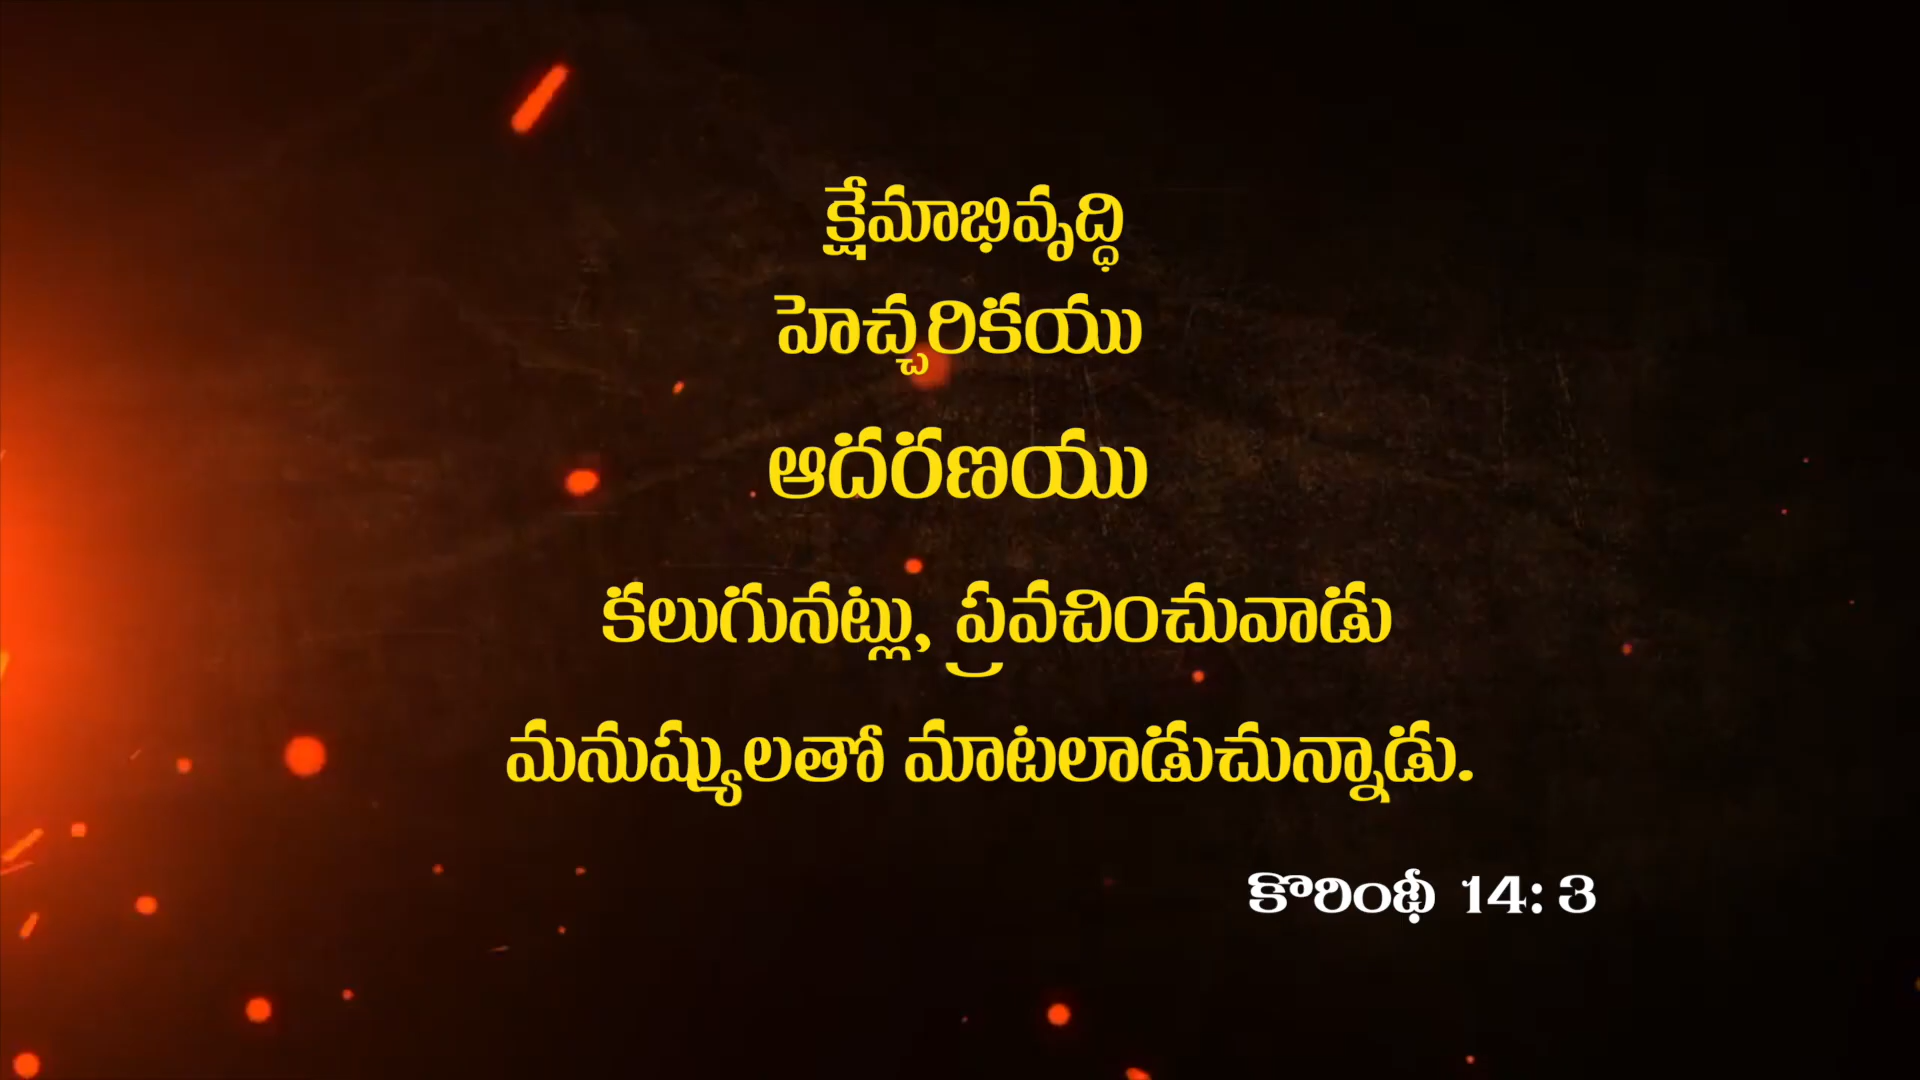 క్షేమాభివృద్ధి
హెచ్చరికయు
ఆదరణయు
కలుగునట్లు, ప్రవచించువాడు
మనుష్యులతో మాటలాడుచున్నాడు.
కొరింథీ 14: 3